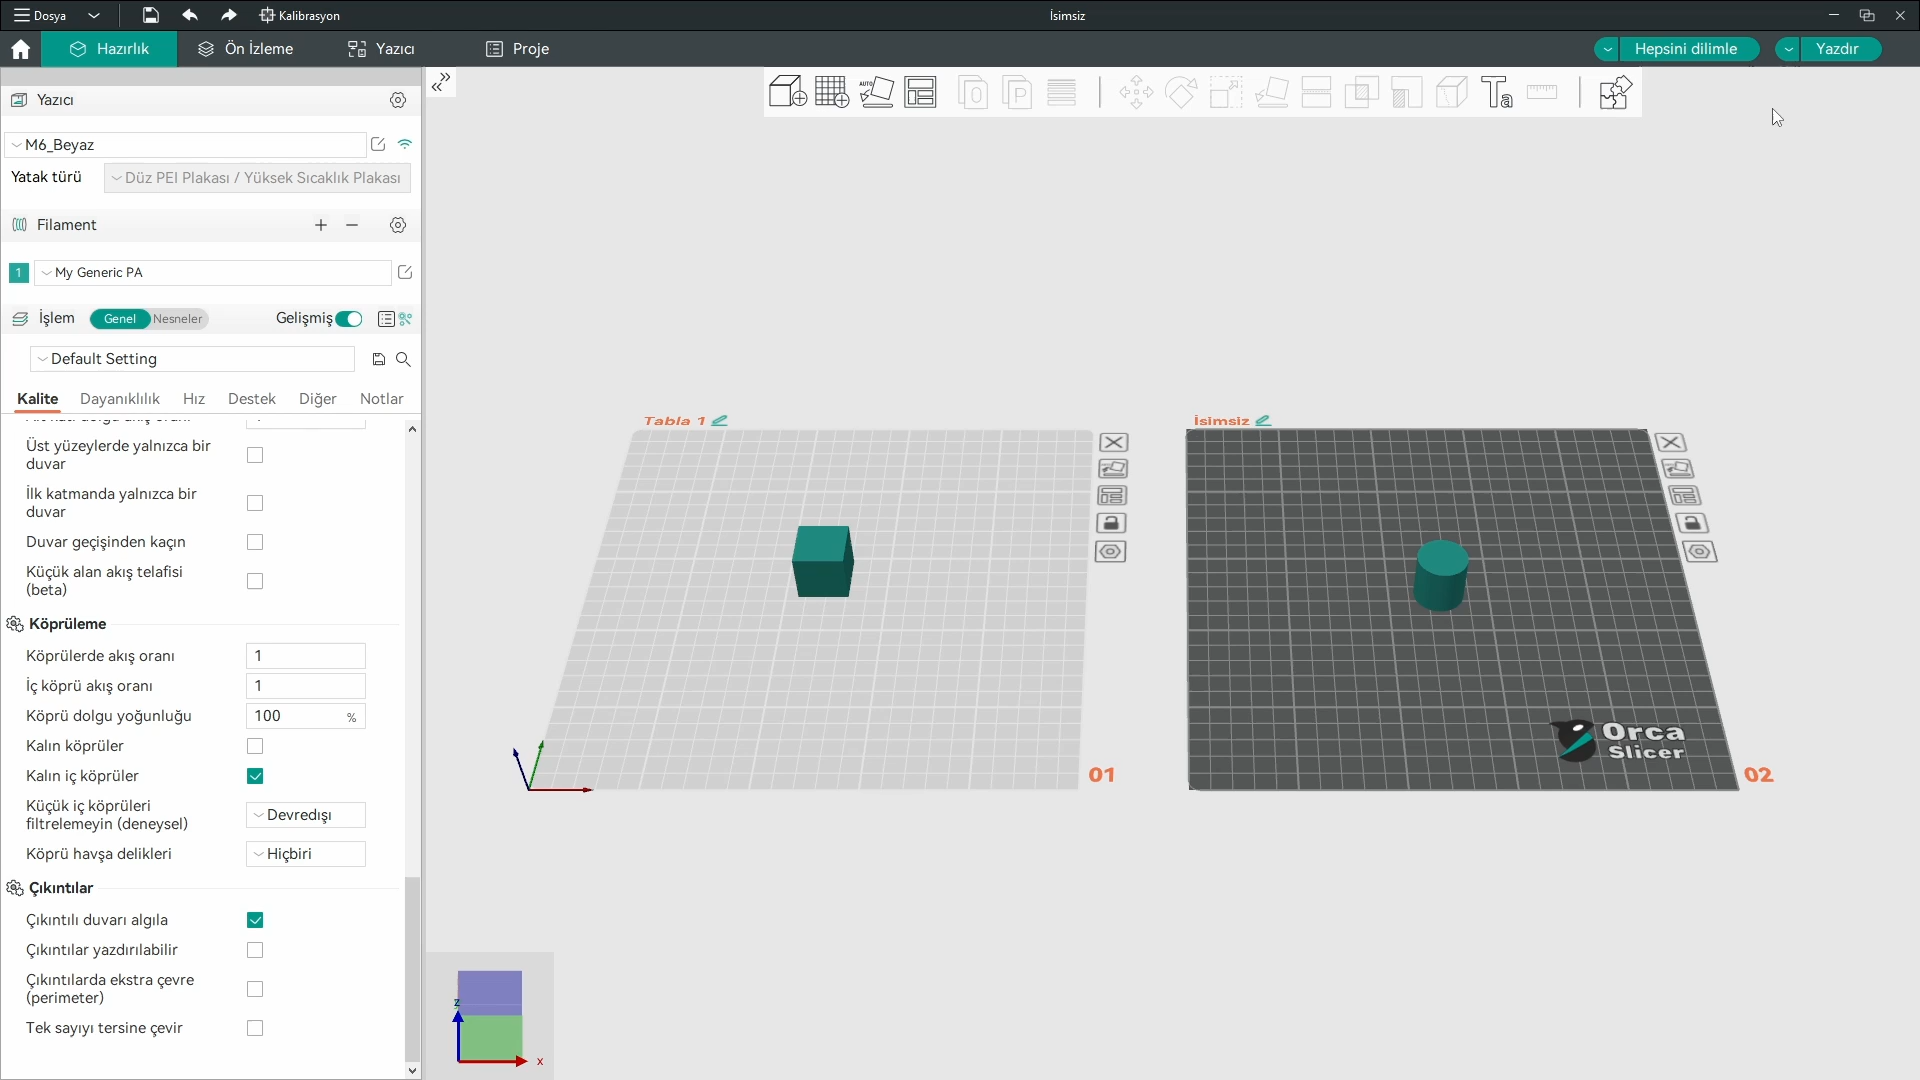 Dosya
Kalibrasyon
İsimsiz
Hazırlık
Ön İzleme
Yazıcı
Proje
Hepsini dilimle
Yazdır
Yazıcı
M6_Beyaz
Yatak türü
Düz PEI Plakası / Yüksek Sıcaklık Plakası
Filament
1
My Generic PA
İşlem
Genel
Nesneler
Gelişmiş
Default Setting
Kalite
Dayanıklılık
Hız
Destek
Diğer
Notlar
Üst yüzeylerde yalnızca bir
duvar
İlk katmanda yalnızca bir
duvar
Duvar geçişinden kaçın
Küçük alan akış telafisi
(beta)
Köprüleme
Köprülerde akış oranı
1
İç köprü akış oranı
1
Köprü dolgu yoğunluğu
100
%
Kalın köprüler
Kalın iç köprüler
Küçük iç köprüleri
filtrelemeyin (deneysel)
Devredışı
Köprü havşa delikleri
Hiçbiri
Çıkıntılar
Çıkıntılı duvarı algıla
Çıkıntılar yazdırılabilir
Çıkıntılarda ekstra çevre
(perimeter)
Tek sayıyı tersine çevir
AUTO
O
P
Ta
Tabla 1
İsimsiz
Orca
Slicer
01
02
z
x